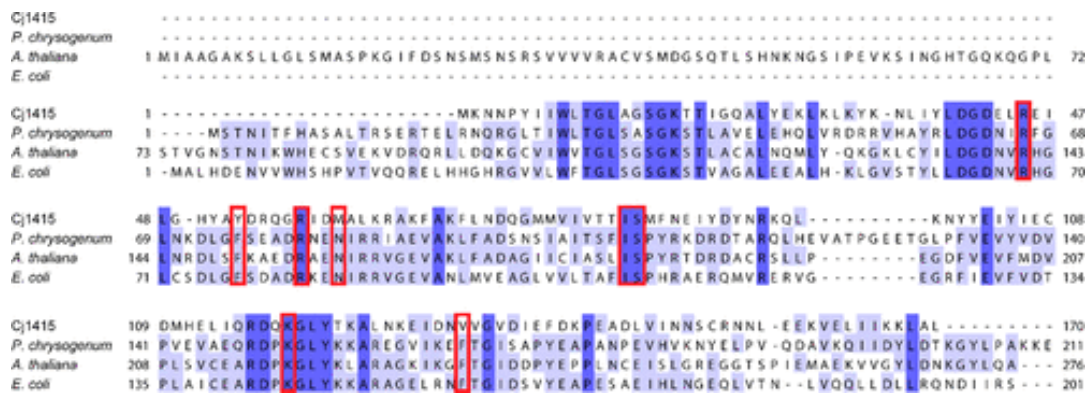 Cj1415 ------------------------------------------------------------------------
P. chrysogenum ------------------------------------------------------------------------
A. thaliana 1 MIAAGAKSLLGLSMASPKGIFDSNSMSNSRSVVVVRACVSMDGSQTLSHNKNGSIPEVKSINGHTGQKQGPL 72
E. coli ------------------------------------------------------------------------
Cj1415 1 ------------------------MKNNPYIIWLTGLAGSGKTTIGQALYEKLKLKYK-NLIYLDGDELREI 47
P. chrysogenum 1 ----MSTNITFHASALTRSERTELRNQRGLTIWLTGLSASGKSTLAVELEHQLVRDRRVHAYRLDGDNIRFG 68
A. thaliana 73 STVGNSTNIKWHECSVEKVDRQRLLDQKGCVIWVTGLSGSGKSTLACALNQMLY-QKGKLCYILDGDNVRHG 143
E. coli 1 -MALHDENVVWHSHPVTVQQRELHHGHRGVVLWFTGLSGSGKSTVAGALEEALH-KLGVSTYLLDGDNVRHG 70
Cj1415 48 LG-HYAYDRQGRIDMALKRAKFAKFLNDQGMMVIVTTISMFNEIYDYNRKQL----------KNYYEIYIEC 108
P. chrysogenum 69 LNKDLGFSEADRNENIRRIAEVAKLFADSNSIAITSFISPYRKDRDTARQLHEVATPGEETGLPFVEVYVDV 140
A. thaliana 144 LNRDLSFKAEDRAENIRRVGEVAKLFADAGIICIASLISPYRTDRDACRSLLP--------EGDFVEVFMDV 207
E. coli 71 LCSDLGFSDADRKENIRRVGEVANLMVEAGLVVLTAFISPHRAERQMVRERVG--------EGRFIEVFVDT 134
Cj1415 109 DMHELIQRDQKGLYTKALNKEIDNVVGVDIEFDKPEADLVINNSCRNNL-EEKVELIIKKLAL--------- 170
P. chrysogenum 141 PVEVAEQRDPKGLYKKAREGVIKEFTGISAPYEAPANPEVHVKNYELPV-QDAVKQIIDYLDTKGYLPAKKE 211
A. thaliana 208 PLSVCEARDPKGLYKLARAGKIKGFTGIDDPYEPPLNCEISLGREGGTSPIEMAEKVVGYLDNKGYLQA--- 276
E. coli 135 PLAICEARDPKGLYKKARAGELRNFTGIDSVYEAPESAEIHLNGEQLVTN--LVQQLLDLLRQNDIIRS--- 201